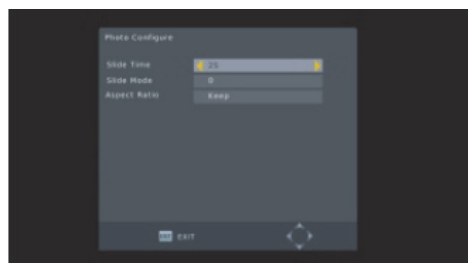 Photo Configure
Slide Time 2S
Slide Mode 0
Aspect Ratio Keep
EXIT